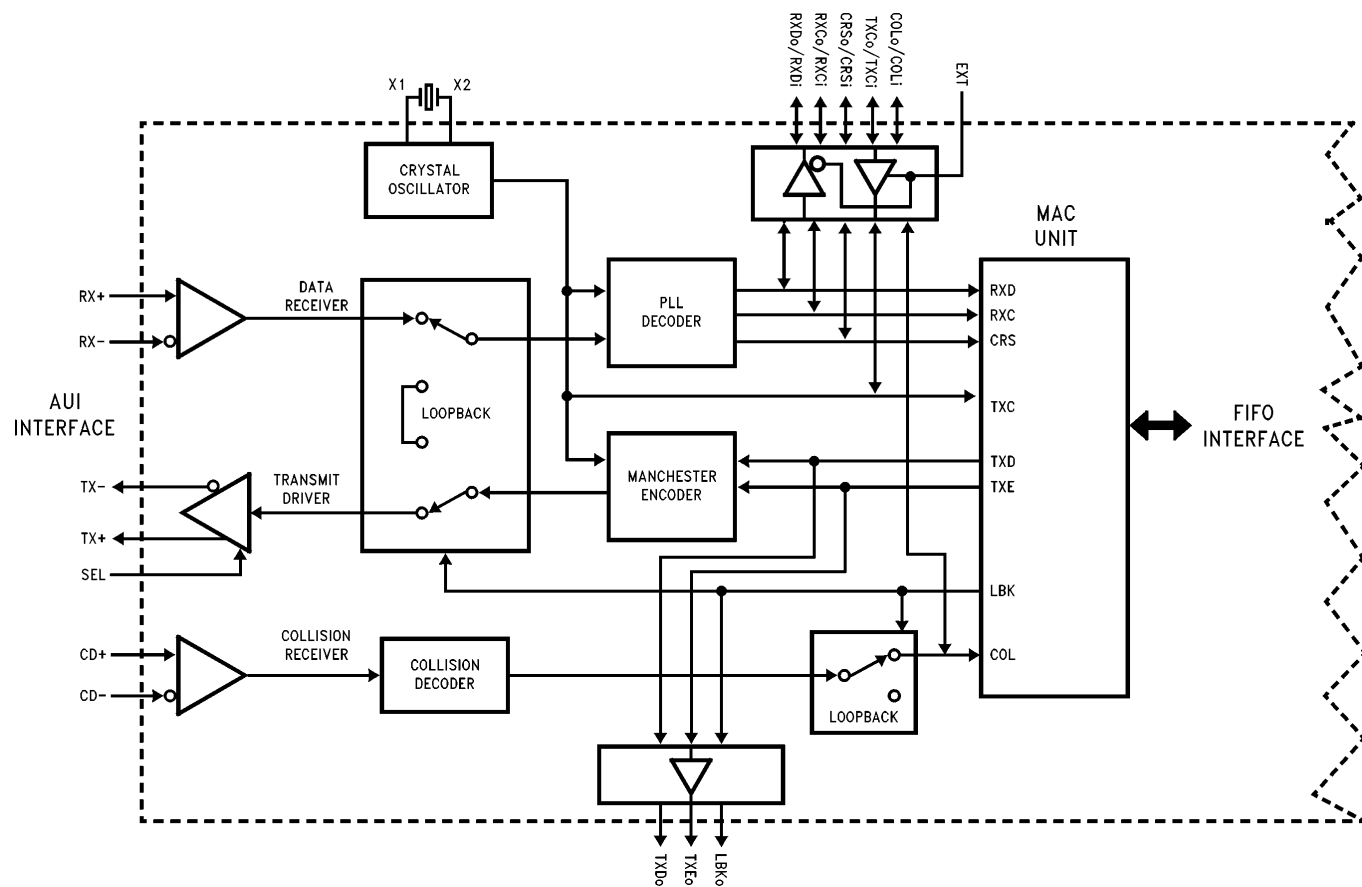 RXDo/RXDi
RXCo/RXCi
CRSo/CRSi
TXCo/TXCi
COLo/COLi
EXT
X1
X2
CRYSTAL
OSCILLATOR
MAC
UNIT
RX+
RX-
DATA
RECEIVER
PLL
DECODER
RXD
RXC
CRS
AUI
INTERFACE
LOOPBACK
TXC
FIFO
INTERFACE
TX-
TX+
SEL
TRANSMIT
DRIVER
MANCHESTER
ENCODER
TXD
TXE
LBK
CD+
CD-
COLLISION
RECEIVER
COLLISION
DECODER
COL
LOOPBACK
TXDo
TXEo
LBKo